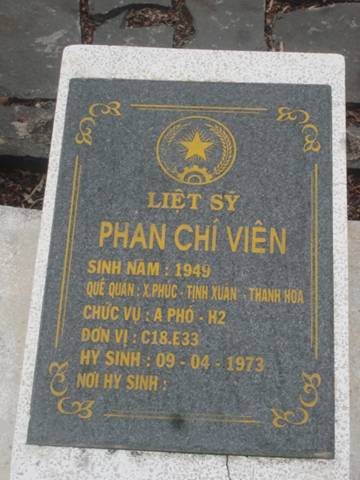 LIỆT SỸ
PHAN CHÍ VIÊN
SINH NĂM : 1949
QUÊ QUÁN : X.PHÚC - TỊNH XUÂN - THANH HOA
CHỨC VỤ : A PHÓ - H2
ĐƠN VỊ : C18.E33
HY SINH : 09 - 04 - 1973
NƠI HY SINH :